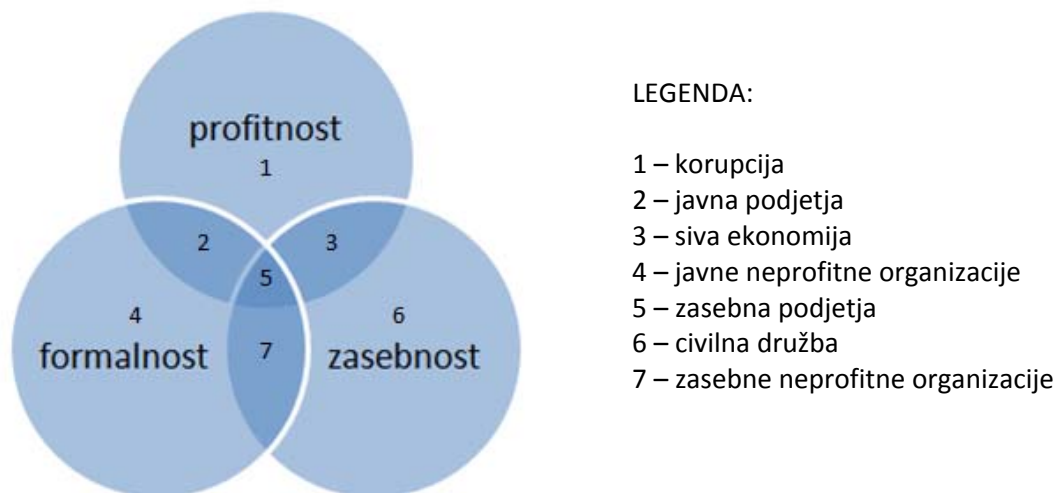 profitnost
1
2
3
5
4
6
formalnost
7
zasebnost
LEGENDA:
1 – korupcija
2 – javna podjetja
3 – siva ekonomija
4 – javne neprofitne organizacije
5 – zasebna podjetja
6 – civilna družba
7 – zasebne neprofitne organizacije